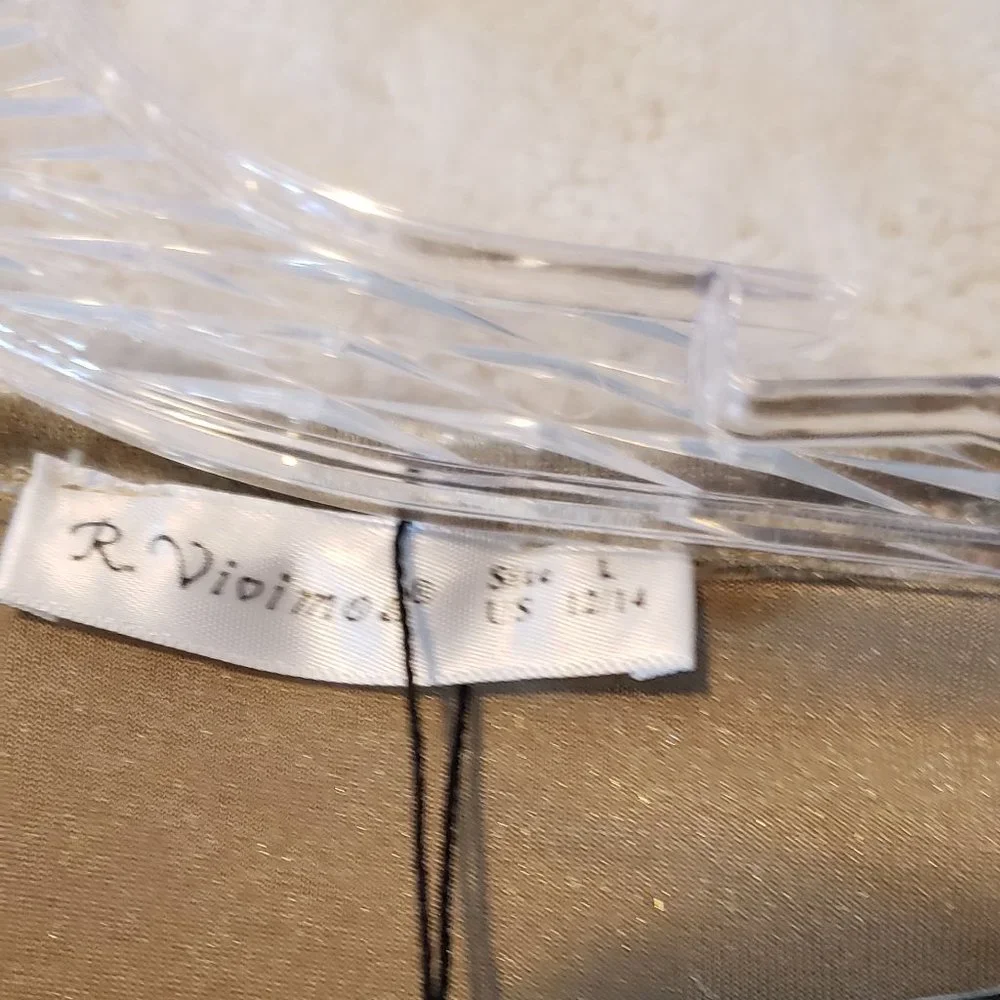 R. Vivimos
Size L
US 12/14